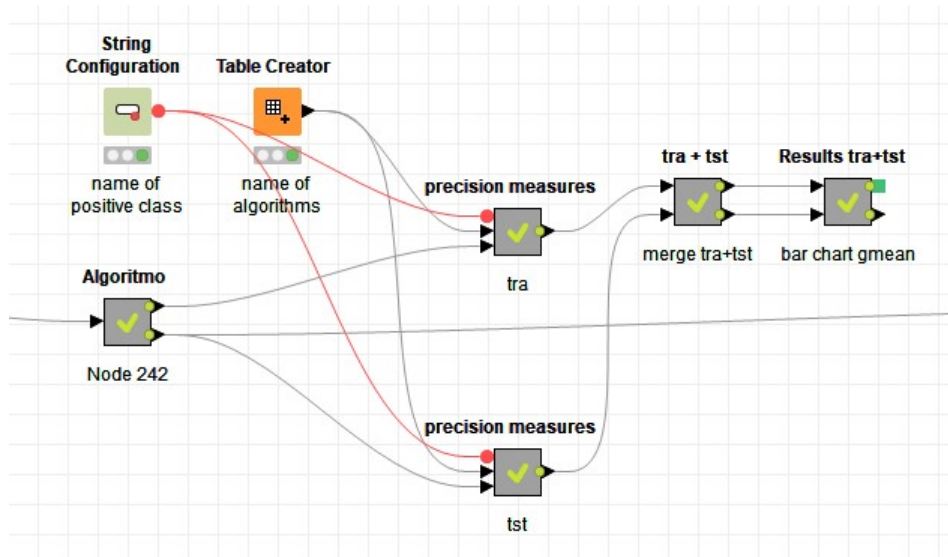 String
Configuration
Table Creator
name of
positive class
name of
algorithms
precision measures
tra
tra + tst
merge tra+tst
Results tra+tst
bar chart gmean
Algoritmo
Node 242
precision measures
tst